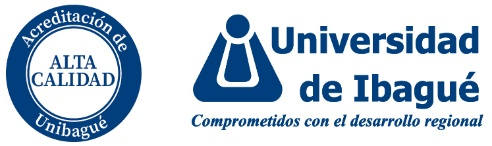 Acreditación de
ALTA
CALIDAD
Unibagué
Universidad
de Ibagué
Comprometidos con el desarrollo regional